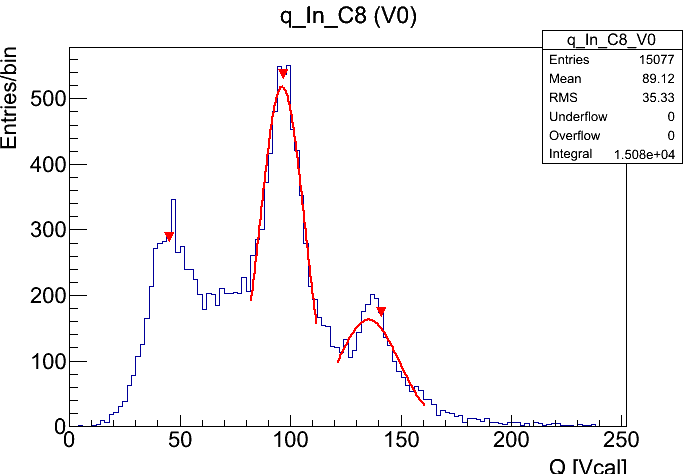 q_In_C8 (V0)
q_In_C8_V0
Entries 15077
Mean 89.12
RMS 35.33
Underflow 0
Overflow 0
Integral 1.508e+04
Entries/bin
500
400
300
200
100
0
0 50 100 150 200 250
Q [Vcal]